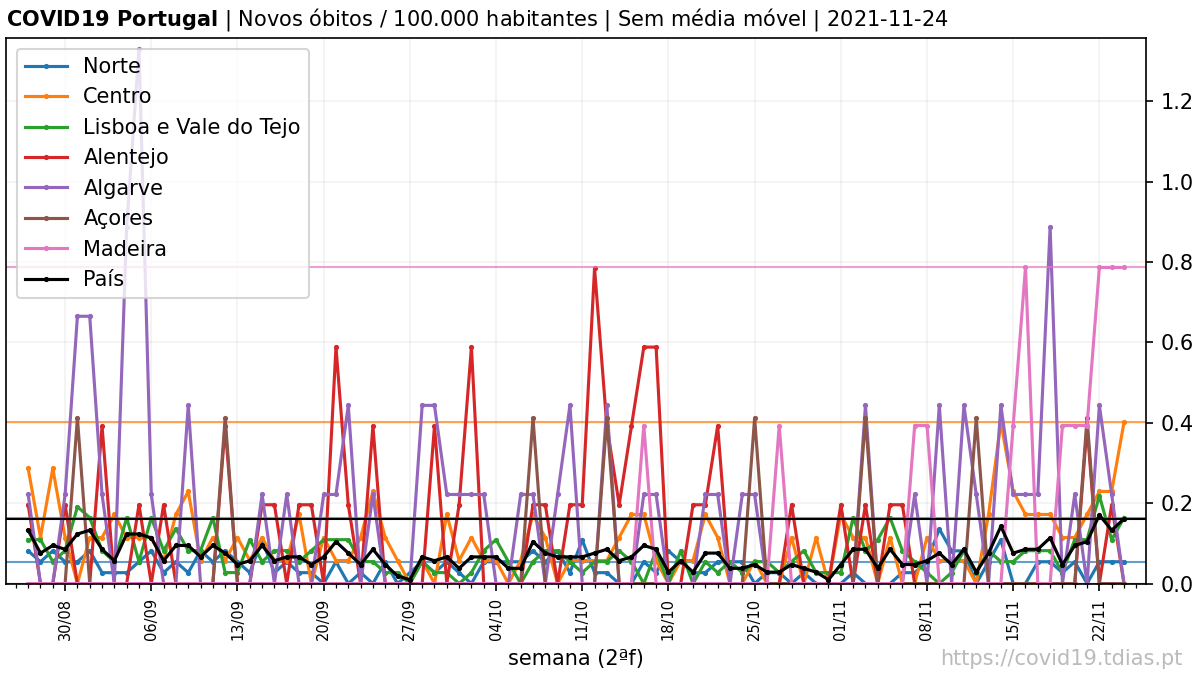 COVID19 Portugal | Novos óbitos / 100.000 habitantes | Sem média móvel | 2021-11-24
Norte
Centro
Lisboa e Vale do Tejo
Alentejo
Algarve
Açores
Madeira
País
1.2
1.0
0.8
0.6
0.4
0.2
0.0
30/08 06/09 13/09 20/09 27/09 04/10 11/10 18/10 25/10 01/11 08/11 15/11 22/11
semana (2ªf)
https://covid19.tdias.pt